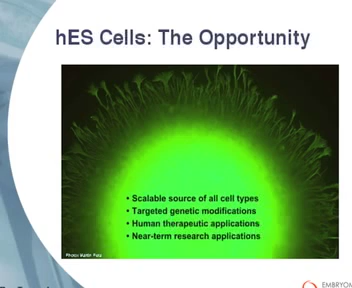 hES Cells: The Opportunity
• Scalable source of all cell types
• Targeted genetic modifications
• Human therapeutic applications
• Near-term research applications